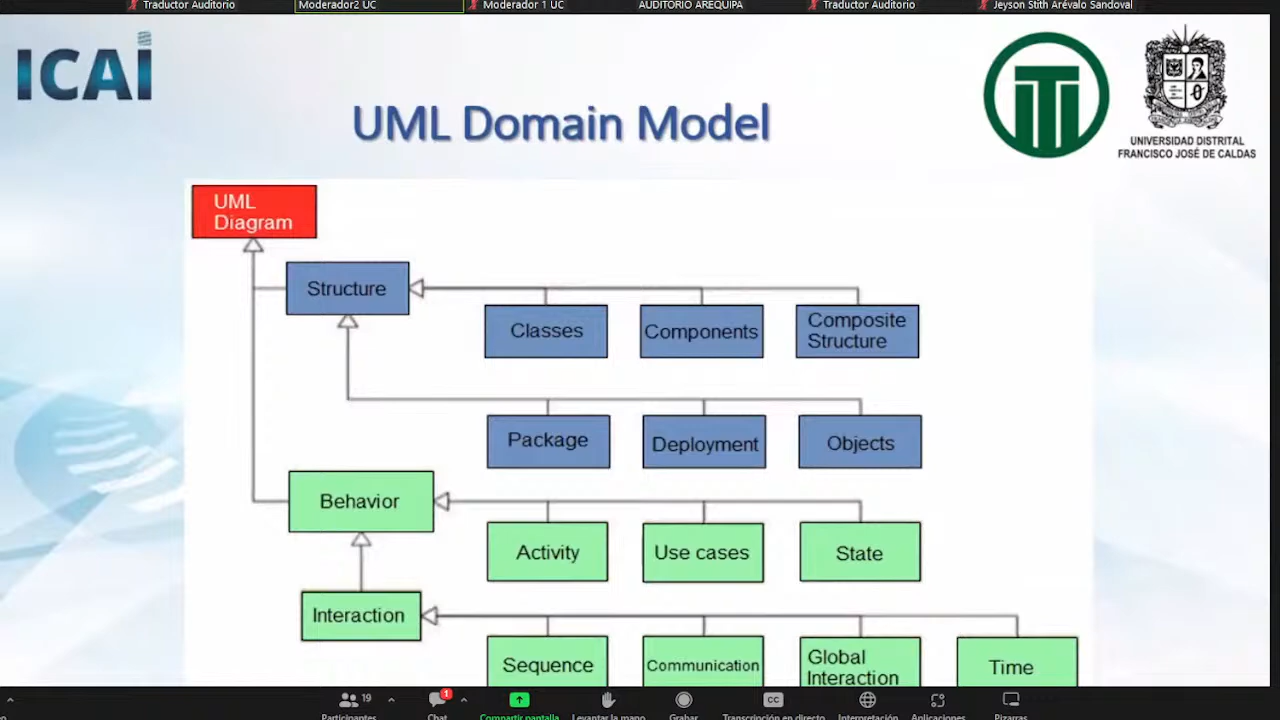 Traductor Auditorio
Moderador2 UC
Moderador 1 UC
AUDITORIO AREQUIPA
Traductor Auditorio
Jeyson Stith Arévalo Sandoval
ICAI
UML Domain Model
UNIVERSIDAD DISTRITAL
FRANCISCO JOSÉ DE CALDAS
UML
Diagram
Structure
Classes
Components
Composite
Structure
Package
Deployment
Objects
Behavior
Activity
Use cases
State
Interaction
Sequence
Communication
Global
Interaction
Time
19
1
CC
Participantes
Chat
Compartir pantalla
Levantar la mano
Grabar
Transcripción en directo
Interpretación
Aplicaciones
Pizarras